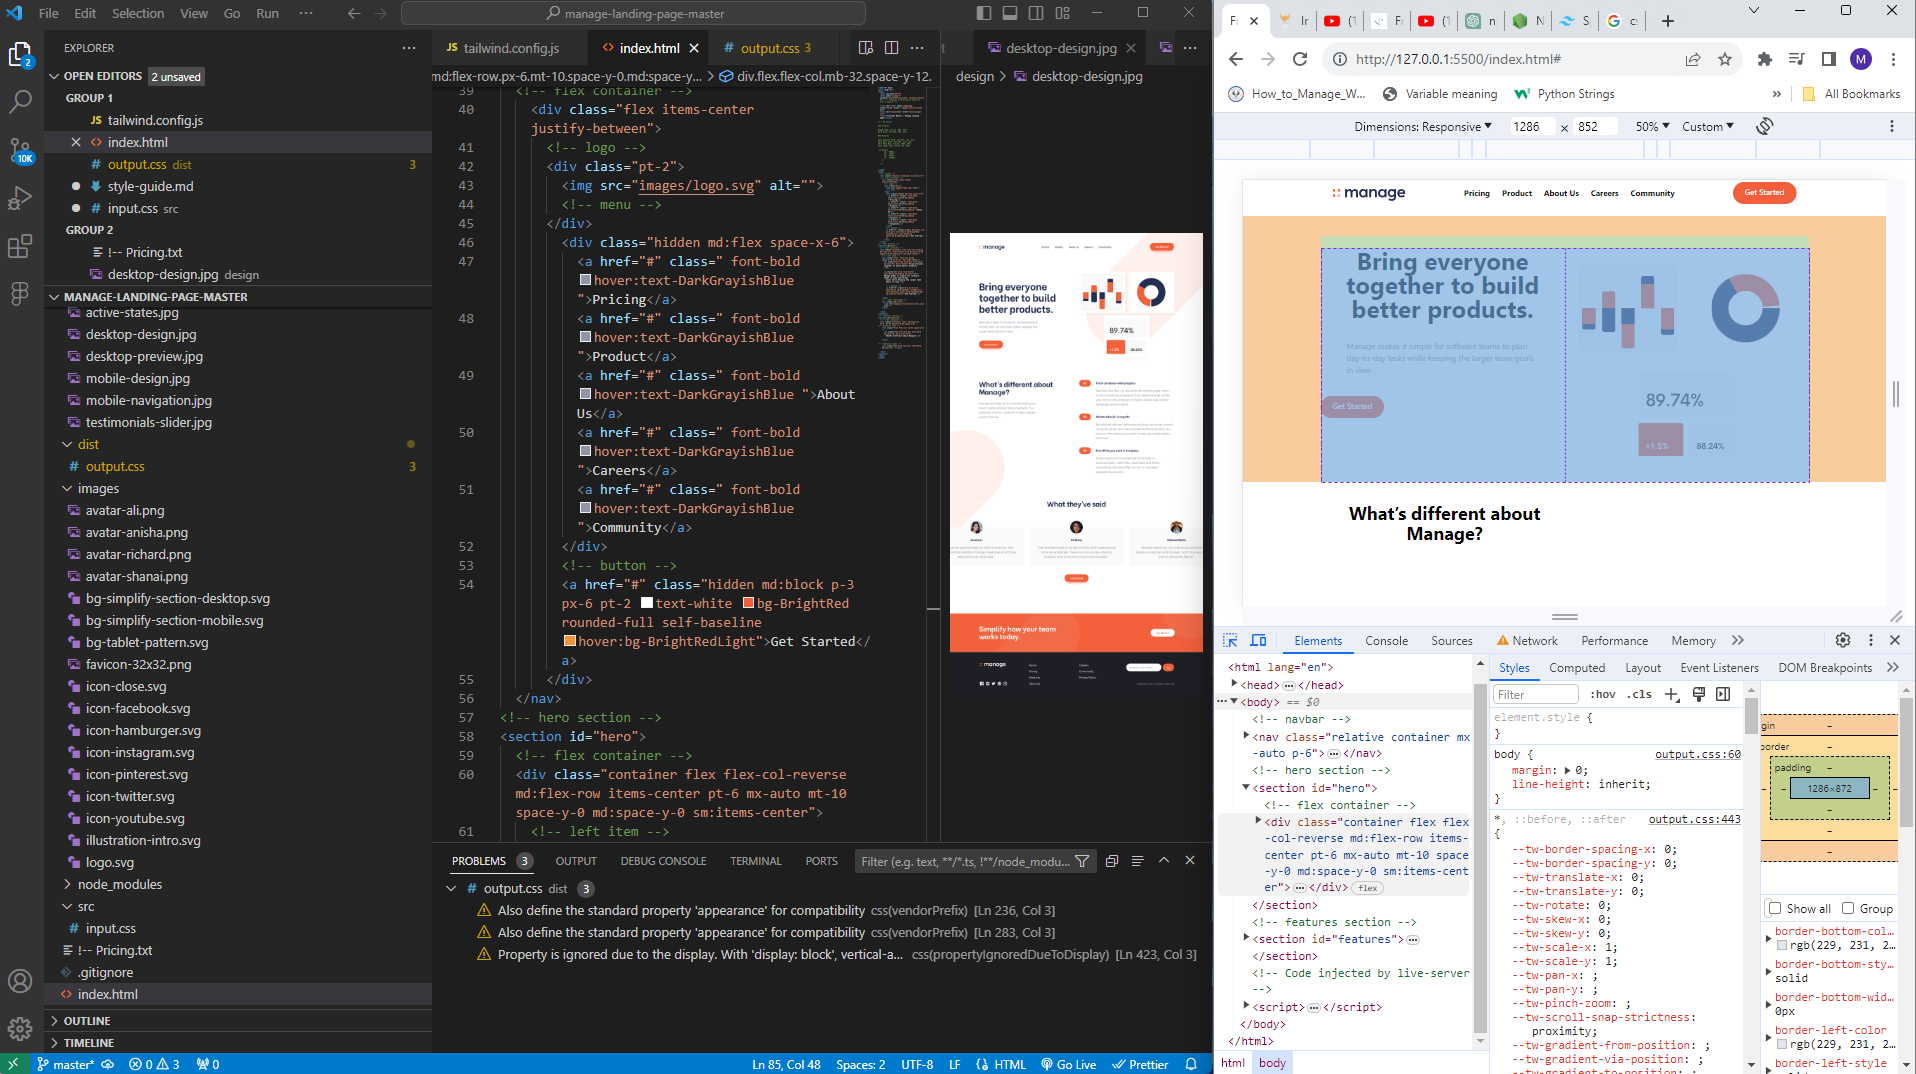 File Edit Selection View Go Run ···
manage-landing-page-master
EXPLORER
OPEN EDITORS 2 unsaved
GROUP 1
JS tailwind.config.js
<> index.html
# output.css dist 3
style-guide.md
# input.css src
GROUP 2
!-- Pricing.txt
desktop-design.jpg design
MANAGE-LANDING-PAGE-MASTER
active-states.jpg
desktop-design.jpg
desktop-preview.jpg
mobile-design.jpg
mobile-navigation.jpg
testimonials-slider.jpg
dist
# output.css 3
images
avatar-ali.png
avatar-anisha.png
avatar-richard.png
avatar-shanai.png
bg-simplify-section-desktop.svg
bg-simplify-section-mobile.svg
bg-tablet-pattern.svg
favicon-32x32.png
icon-close.svg
icon-facebook.svg
icon-hamburger.svg
icon-instagram.svg
icon-pinterest.svg
icon-twitter.svg
icon-youtube.svg
illustration-intro.svg
logo.svg
node_modules
src
# input.css
!-- Pricing.txt
.gitignore
<> index.html
OUTLINE
TIMELINE
2
10K
JS tailwind.config.js <> index.html # output.css 3
md:flex-row.px-6.mt-10.space-y-0.md:space-y... > div.flex.flex-col.mb-32.space-y-12.
39 <!-- flex container -->
40 <div class="flex items-center
justify-between">
41 <!-- logo -->
42 <div class="pt-2">
43 <img src="images/logo.svg" alt="">
44 <!-- menu -->
45 </div>
46 <div class="hidden md:flex space-x-6">
47 <a href="#" class=" font-bold
hover:text-DarkGrayishBlue
">Pricing</a>
48 <a href="#" class=" font-bold
hover:text-DarkGrayishBlue
">Product</a>
49 <a href="#" class=" font-bold
hover:text-DarkGrayishBlue ">About
Us</a>
50 <a href="#" class=" font-bold
hover:text-DarkGrayishBlue
">Careers</a>
51 <a href="#" class=" font-bold
hover:text-DarkGrayishBlue
">Community</a>
52 </div>
53 <!-- button -->
54 <a href="#" class="hidden md:block p-3
px-6 pt-2 text-white bg-BrightRed
rounded-full self-baseline
hover:bg-BrightRedLight">Get Started</
a>
55 </div>
56 </nav>
57 <!-- hero section -->
58 <section id="hero">
59 <!-- flex container -->
60 <div class="container flex flex-col-reverse
md:flex-row items-center pt-6 mx-auto mt-10
space-y-0 md:space-y-0 sm:items-center">
61 <!-- left item -->
desktop-design.jpg
design > desktop-design.jpg
manage
Bring everyone
together to build
better products.
89.74%
What's different about
Manage?
What they've said
Simplify how your team
works today.
manage
PROBLEMS 3 OUTPUT DEBUG CONSOLE TERMINAL PORTS Filter (e.g. text, **/*.ts, !**/node_modu...
# output.css dist 3
Also define the standard property 'appearance' for compatibility css(vendorPrefix) [Ln 236, Col 3]
Also define the standard property 'appearance' for compatibility css(vendorPrefix) [Ln 283, Col 3]
Property is ignored due to the display. With 'display: block', vertical-a... css(propertyIgnoredDueToDisplay) [Ln 423, Col 3]
master* 0 3 0
Ln 85, Col 48 Spaces: 2 UTF-8 LF HTML Go Live Prettier
http://127.0.0.1:5500/index.html#
M
How_to_Manage_W... Variable meaning Python Strings » All Bookmarks
Dimensions: Responsive 1286 × 852 50% Custom
manage Pricing Product About Us Careers Community Get Started
Bring everyone
together to build
better products.
Manage makes it simple for software teams to plan
day-to-day tasks while keeping the larger team goals
in view.
Get Started
89.74%
+1.5% 88.24%
What's different about
Manage?
Elements Console Sources Network Performance Memory »
<html lang="en">
<head>···</head>
··· <body> == $0
<!-- navbar -->
<nav class="relative container mx
-auto p-6">···</nav>
<!-- hero section -->
<section id="hero">
<!-- flex container -->
<div class="container flex flex
-col-reverse md:flex-row items-
center pt-6 mx-auto mt-10 space
-y-0 md:space-y-0 sm:items-cent
er">···</div> flex
</section>
<!-- features section -->
<section id="features">···
</section>
<!-- Code injected by live-server
-->
<script>···</script>
</body>
</html>
html body
Styles Computed Layout Event Listeners DOM Breakpoints »
Filter :hov .cls
element.style {
}
body { output.css:60
margin: 0;
line-height: inherit;
}
*, ::before, ::after output.css:443
{
--tw-border-spacing-x: 0;
--tw-border-spacing-y: 0;
--tw-translate-x: 0;
--tw-translate-y: 0;
--tw-rotate: 0;
--tw-skew-x: 0;
--tw-skew-y: 0;
--tw-scale-x: 1;
--tw-scale-y: 1;
--tw-pan-x: ;
--tw-pan-y: ;
--tw-pinch-zoom: ;
--tw-scroll-snap-strictness:
proximity;
--tw-gradient-from-position: ;
--tw-gradient-via-position: ;
--tw-gradient-to-position: ;
gin –
order –
padding –
– 1286×872 –
Show all Group
border-bottom-col...
rgb(229, 231, 2...
border-bottom-sty...
solid
border-bottom-wid...
0px
border-left-color
rgb(229, 231, 2...
border-left-style